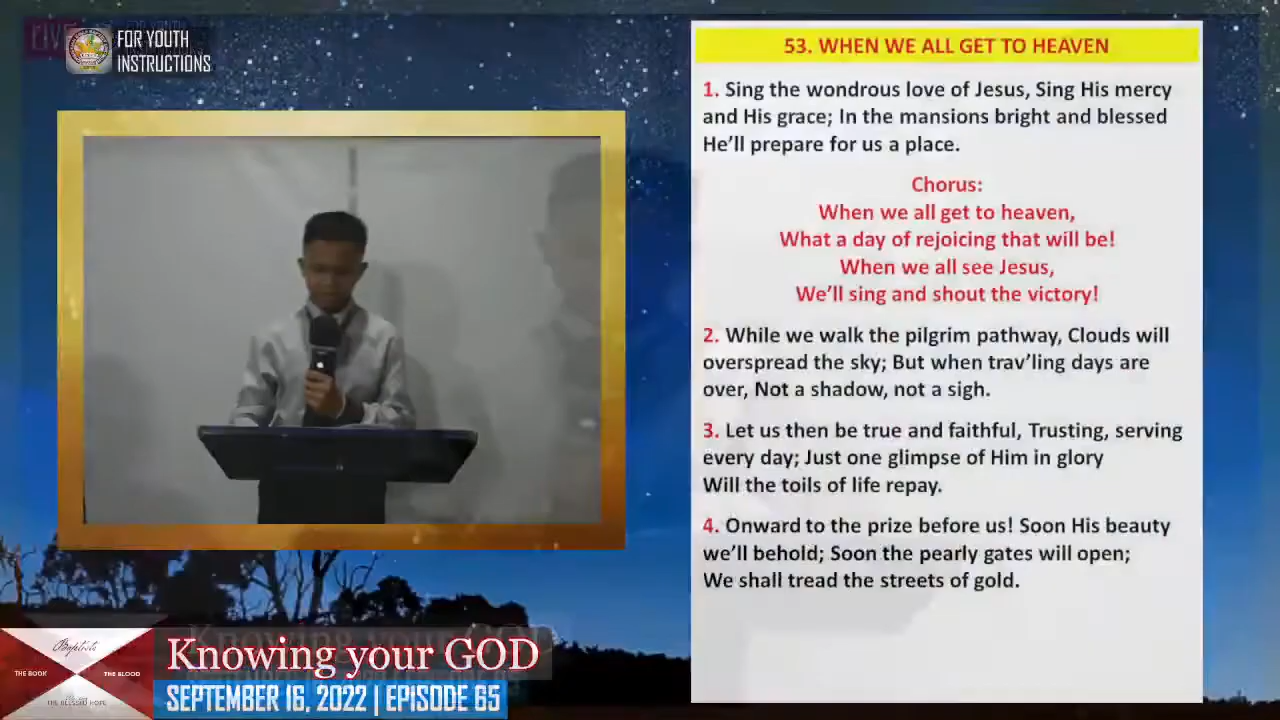 LIVE
FOR YOUTH
INSTRUCTIONS
53. WHEN WE ALL GET TO HEAVEN
1. Sing the wondrous love of Jesus, Sing His mercy
and His grace; In the mansions bright and blessed
He’ll prepare for us a place.
Chorus:
When we all get to heaven,
What a day of rejoicing that will be!
When we all see Jesus,
We’ll sing and shout the victory!
2. While we walk the pilgrim pathway, Clouds will
overspread the sky; But when trav’ling days are
over, Not a shadow, not a sigh.
3. Let us then be true and faithful, Trusting, serving
every day; Just one glimpse of Him in glory
Will the toils of life repay.
4. Onward to the prize before us! Soon His beauty
we’ll behold; Soon the pearly gates will open;
We shall tread the streets of gold.
Baptists
THE BOOK
THE BLOOD
THE BLESSED HOPE
Knowing your GOD
SEPTEMBER 16, 2022 | EPISODE 65